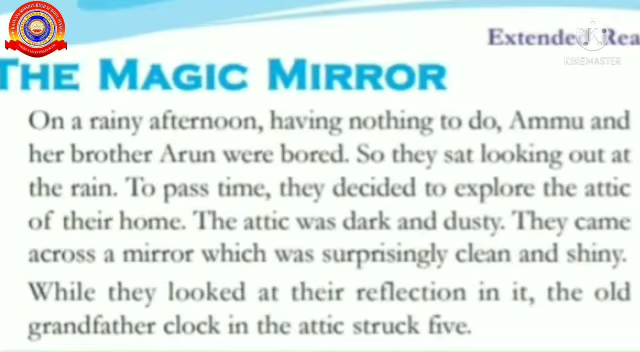 Extended Rea
KINEMASTER
THE MAGIC MIRROR
On a rainy afternoon, having nothing to do, Ammu and
her brother Arun were bored. So they sat looking out at
the rain. To pass time, they decided to explore the attic
of their home. The attic was dark and dusty. They came
across a mirror which was surprisingly clean and shiny.
While they looked at their reflection in it, the old
grandfather clock in the attic struck five.